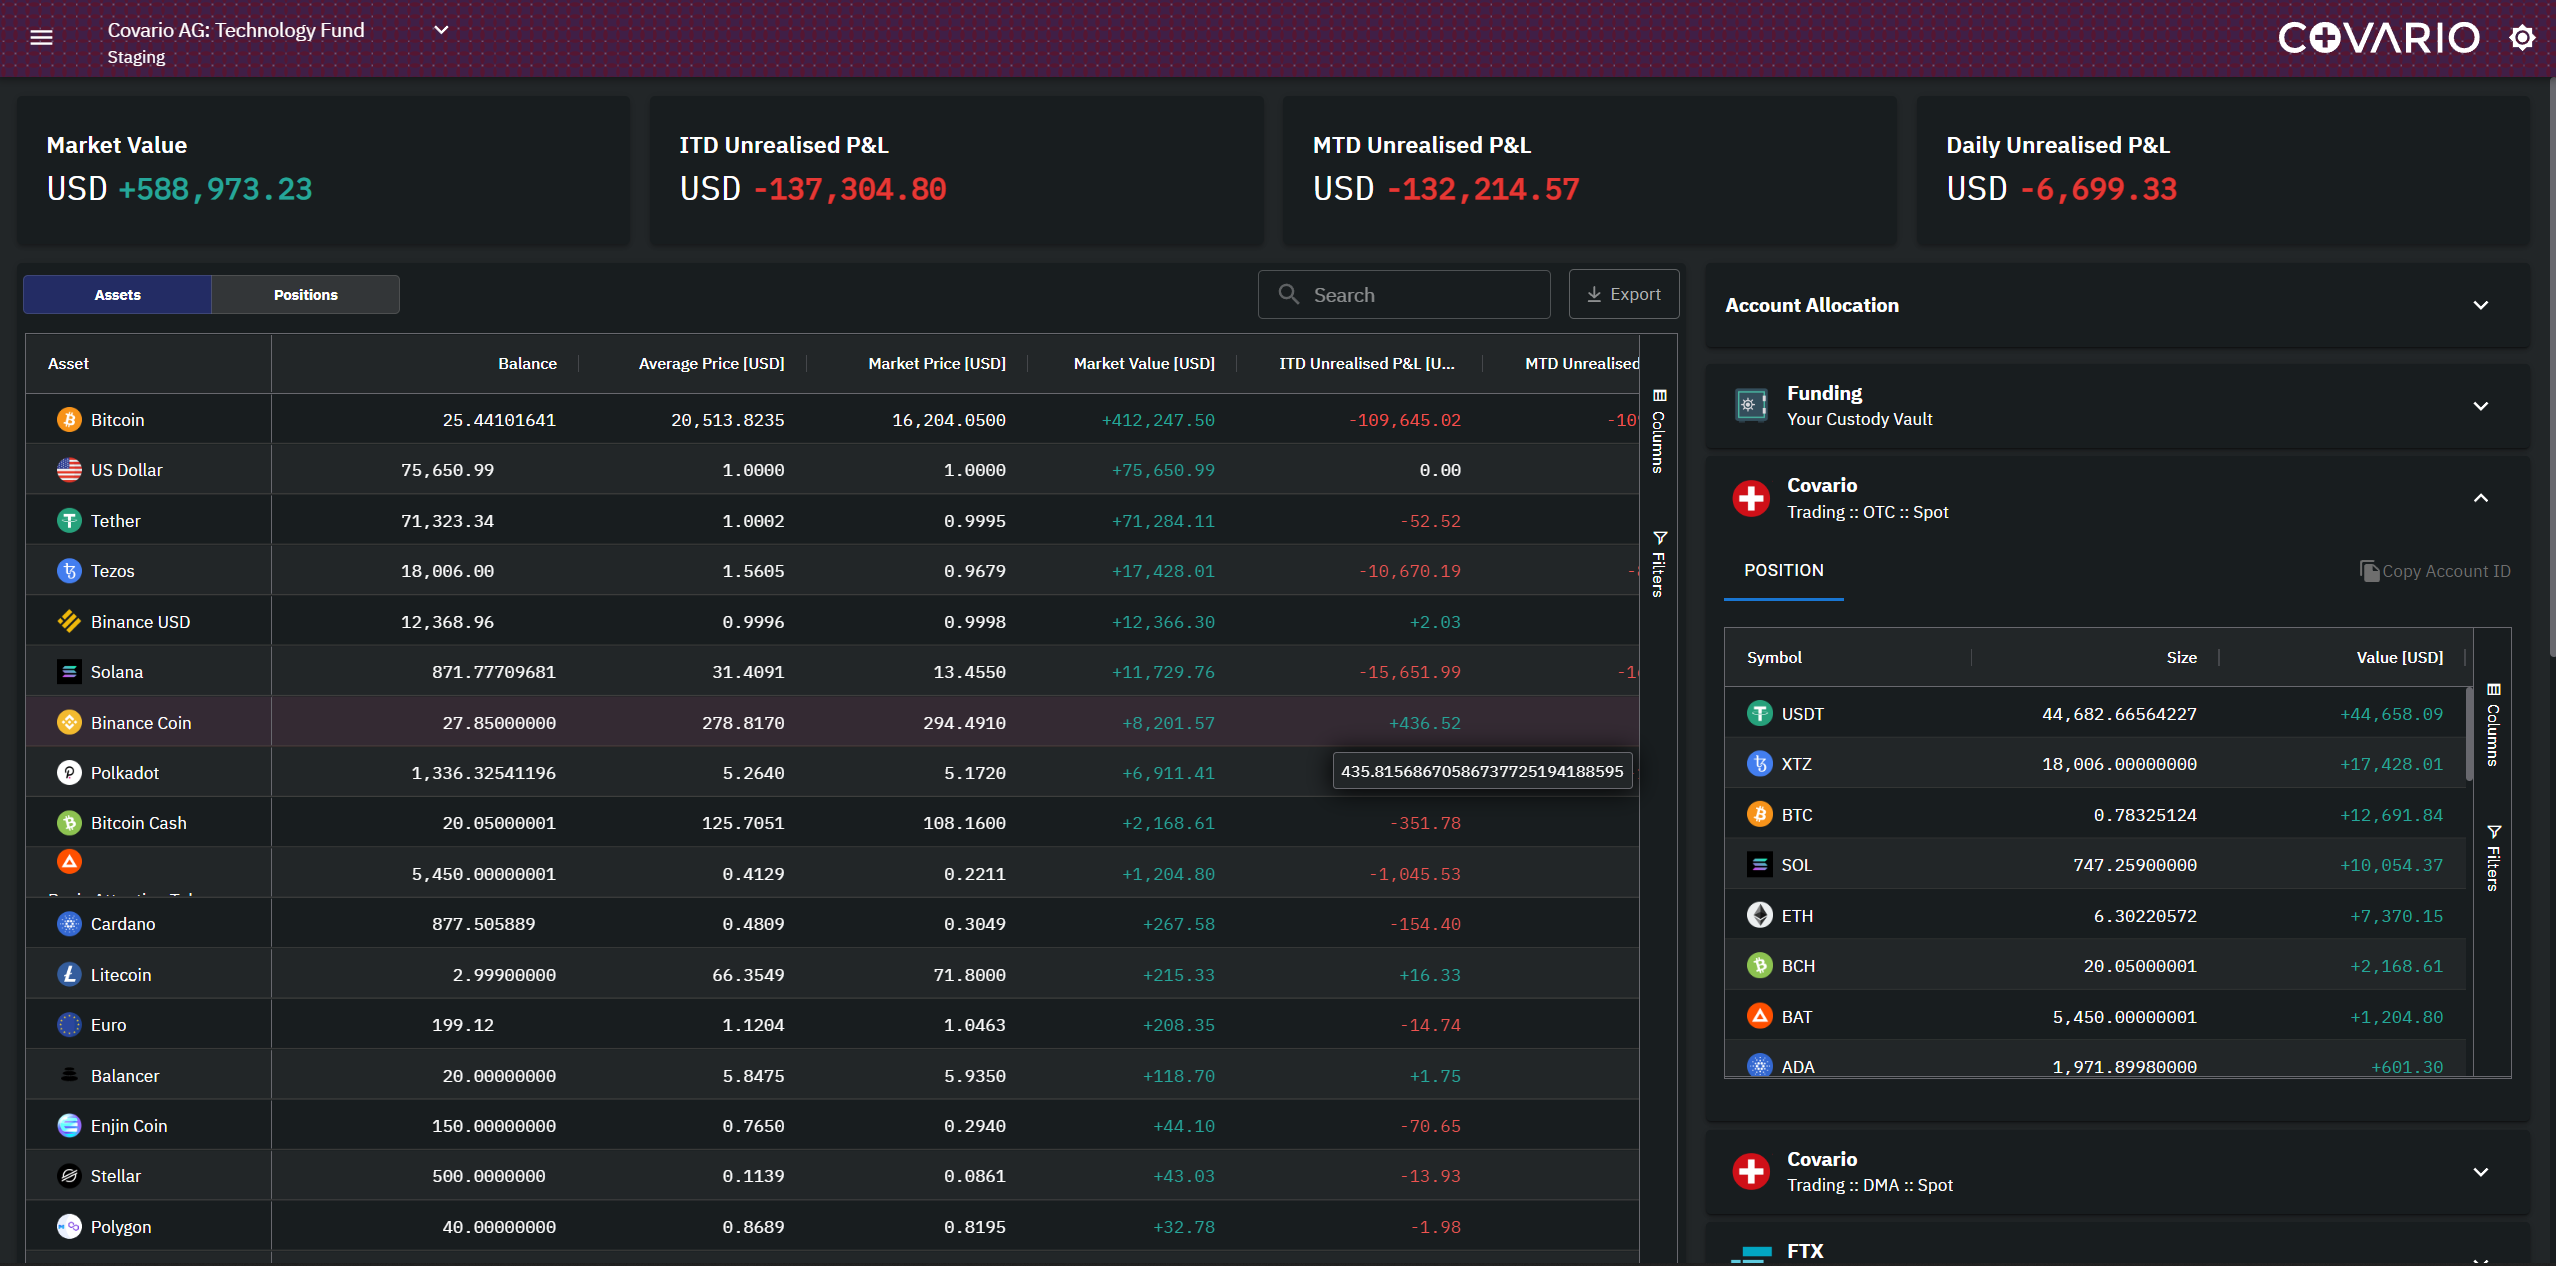 Covario AG: Technology Fund
Staging
COVARIO
Market Value
USD +588,973.23
ITD Unrealised P&L
USD -137,304.80
MTD Unrealised P&L
USD -132,214.57
Daily Unrealised P&L
USD -6,699.33
Assets Positions
Search
Export
Asset Balance Average Price [USD] Market Price [USD] Market Value [USD] ITD Unrealised P&L [U... MTD Unrealised
Bitcoin 25.44101641 20,513.8235 16,204.0500 +412,247.50 -109,645.02 -109
US Dollar 75,650.99 1.0000 1.0000 +75,650.99 0.00
Tether 71,323.34 1.0002 0.9995 +71,284.11 -52.52
Tezos 18,006.00 1.5605 0.9679 +17,428.01 -10,670.19
Binance USD 12,368.96 0.9996 0.9998 +12,366.30 +2.03
Solana 871.77709681 31.4091 13.4550 +11,729.76 -15,651.99 -1
Binance Coin 27.85000000 278.8170 294.4910 +8,201.57 +436.52
Polkadot 1,336.32541196 5.2640 5.1720 +6,911.41
435.81568670586737725194188595
Bitcoin Cash 20.05000001 125.7051 108.1600 +2,168.61 -351.78
5,450.00000001 0.4129 0.2211 +1,204.80 -1,045.53
Cardano 877.505889 0.4809 0.3049 +267.58 -154.40
Litecoin 2.99900000 66.3549 71.8000 +215.33 +16.33
Euro 199.12 1.1204 1.0463 +208.35 -14.74
Balancer 20.00000000 5.8475 5.9350 +118.70 +1.75
Enjin Coin 150.00000000 0.7650 0.2940 +44.10 -70.65
Stellar 500.0000000 0.1139 0.0861 +43.03 -13.93
Polygon 40.00000000 0.8689 0.8195 +32.78 -1.98
Columns
Filters
Account Allocation
Funding
Your Custody Vault
Covario
Trading :: OTC :: Spot
POSITION
Copy Account ID
Symbol Size Value [USD]
USDT 44,682.66564227 +44,658.09
XTZ 18,006.00000000 +17,428.01
BTC 0.78325124 +12,691.84
SOL 747.25900000 +10,054.37
ETH 6.30220572 +7,370.15
BCH 20.05000001 +2,168.61
BAT 5,450.00000001 +1,204.80
ADA 1,971.89980000 +601.30
Columns
Filters
Covario
Trading :: DMA :: Spot
FTX